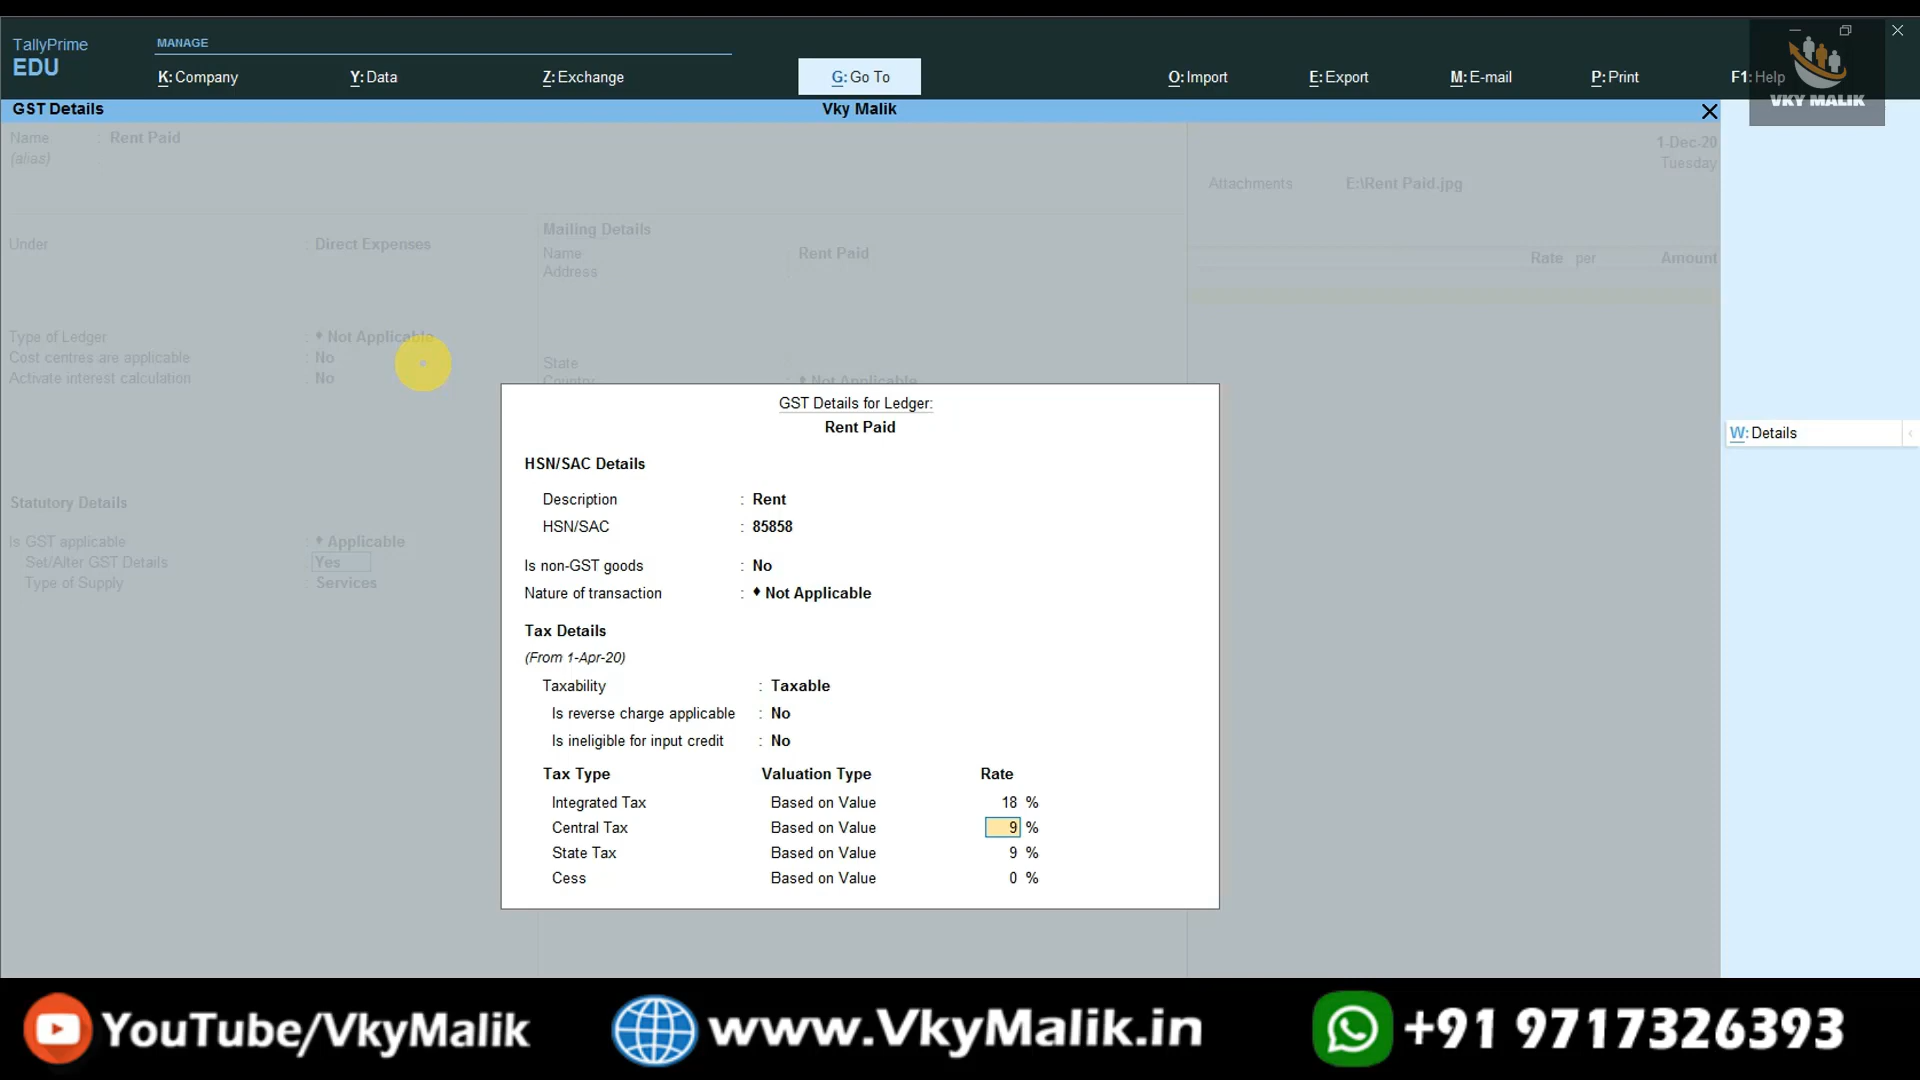 TallyPrime
EDU
MANAGE
K: Company
Y: Data
Z: Exchange
G: Go To
O: Import
E: Export
M: E-mail
P: Print
F1: Help
VKY MALIK
GST Details
Vky Malik
Name : Rent Paid
(alias)
1-Dec-20
Tuesday
Attachments E:\Rent Paid.jpg
Under : Direct Expenses
Mailing Details
Name Rent Paid
Address
Rate per Amount
Type of Ledger : ♦ Not Applicable
Cost centres are applicable : No
Activate interest calculation : No
State :
Country : ♦ Not Applicable
Statutory Details
Is GST applicable : ♦ Applicable
Set/Alter GST Details Yes
Type of Supply : Services
GST Details for Ledger:
Rent Paid
HSN/SAC Details
Description : Rent
HSN/SAC : 85858
Is non-GST goods : No
Nature of transaction : ♦ Not Applicable
Tax Details
(From 1-Apr-20)
Taxability : Taxable
Is reverse charge applicable : No
Is ineligible for input credit : No
Tax Type Valuation Type Rate
Integrated Tax Based on Value 18 %
Central Tax Based on Value 9 %
State Tax Based on Value 9 %
Cess Based on Value 0 %
W: Details
YouTube/VkyMalik
www.VkyMalik.in
+91 9717326393